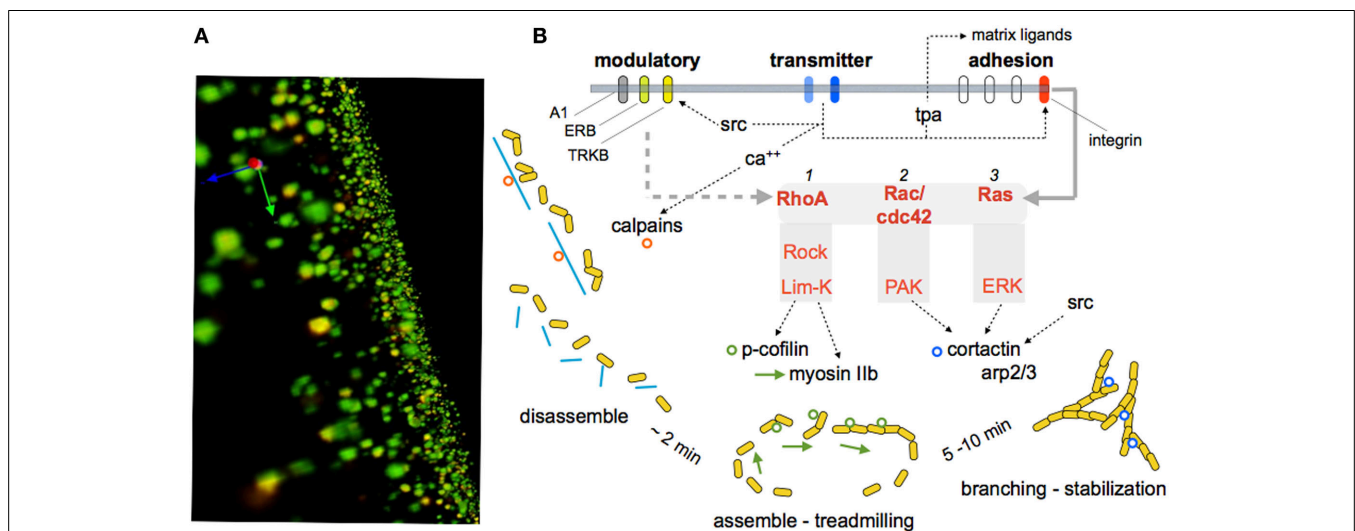 A
B
matrix ligands
modulatory
transmitter
adhesion
A1
ERB
TRKB
src
tpa
integrin
ca++
calpains
1
2
3
RhoA
Rac/
cdc42
Ras
Rock
Lim-K
PAK
ERK
src
p-cofilin
myosin IIb
cortactin
arp2/3
disassemble
~ 2 min
5 -10 min
assemble - treadmilling
branching - stabilization